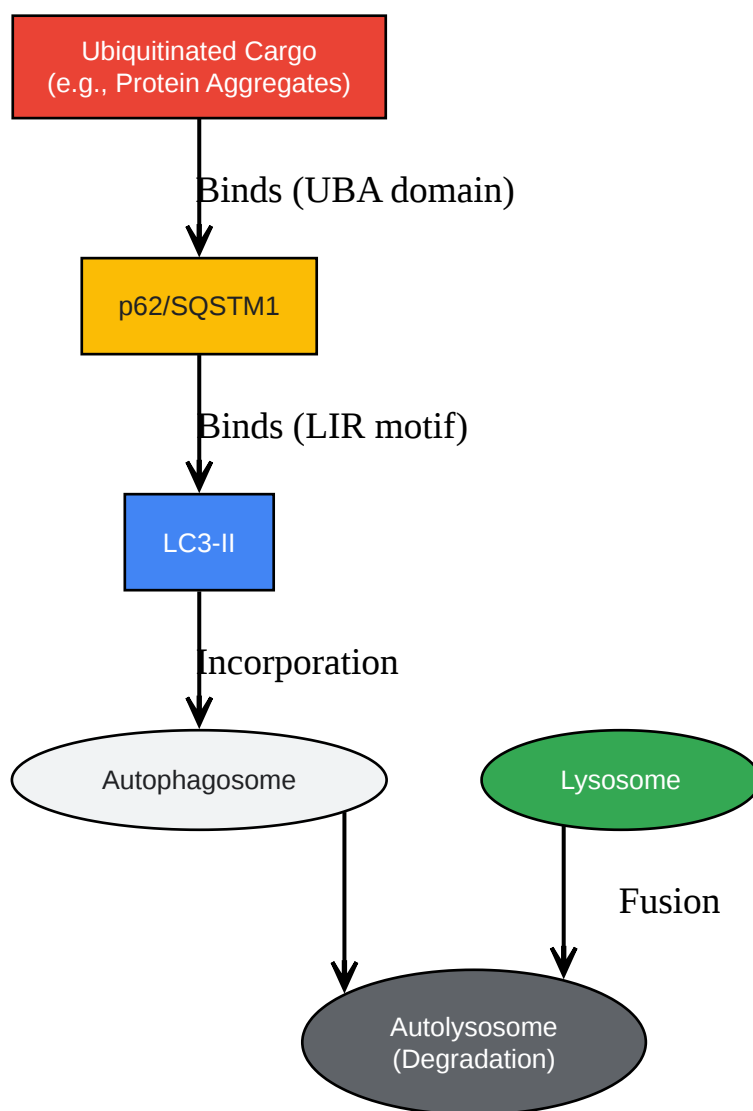 Ubiquitinated Cargo
(e.g., Protein Aggregates)
Binds (UBA domain)
p62/SQSTM1
Binds (LIR motif)
LC3-II
Incorporation
Autophagosome
Lysosome
Fusion
Autolysosome
(Degradation)